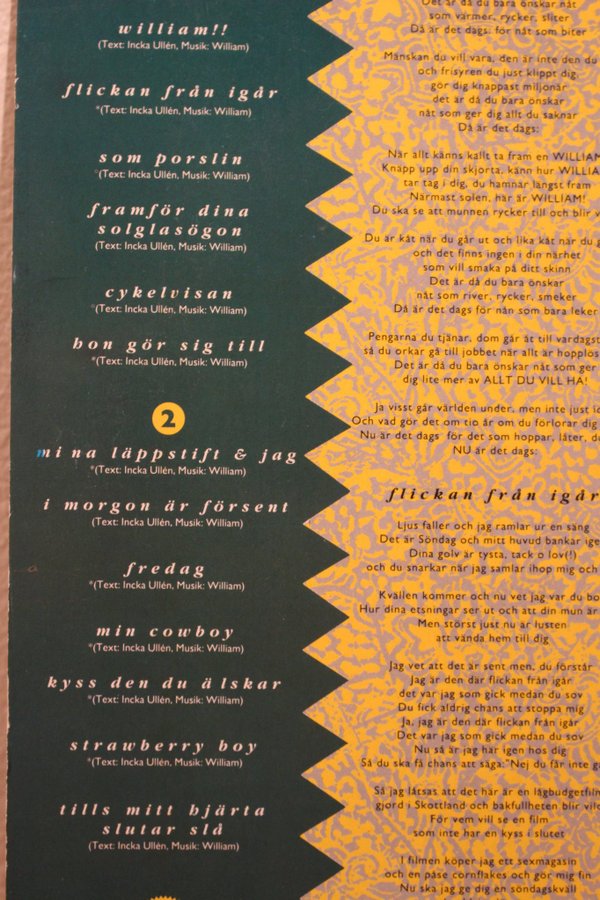 william!!
(Text: Incka Ullén, Musik: William)
flickan från igår
*(Text: Incka Ullén, Musik: William)
som porslin
*(Text: Incka Ullén, Musik: William)
framför dina
solglasögon
(Text: Incka Ullén, Musik: William)
cykelvisan
*(Text: Incka Ullén, Musik: William)
hon gör sig till
*(Text: Incka Ullén, Musik: William)
2
mina läppstift & jag
*(Text: Incka Ullén, Musik: William)
i morgon är försent
(Text: Incka Ullén, Musik: William)
fredag
*(Text: Incka Ullén, Musik: William)
min cowboy
*(Text: Incka Ullén, Musik: William)
kyss den du älskar
*(Text: Incka Ullén, Musik: William)
strawberry boy
*(Text: Incka Ullén, Musik: William)
tills mitt hjärta
slutar slå
(Text: Incka Ullén, Musik: William)
Det är då du bara önskar nåt
som värmer, rycker, sliter
Då är det dags: för nåt som biter
Mänskan du vill vara, den är inte den du
och frisyren du just klippt dig
gör dig knappast miljonär
det är då du bara önskar
nåt som ger dig allt du saknar
Då är det dags:
När allt känns kallt ta fram en WILLIAM
Knapp upp din skjorta, känn hur WILLIA
tar tag i dig, du hamnar längst fram
Närmast solen, här är WILLIAM!
Du ska se att munnen rycker till och blir v
Du är kåt när du går ut och lika kåt när du g
och det finns ingen i din närhet
som vill smaka på ditt skinn
Det är då du bara önskar
nåt som river, rycker, smeker
Då är det dags för nån som bara leker
Pengarna du tjänar, dom går åt till vardagst
så du orkar gå till jobbet när allt är hopplös
Det är då du bara önskar nåt som ger
dig lite mer av ALLT DU VILL HA!
Ja visst går världen under, men inte just id
Och vad gör det om tio år om du förlorar dig
Nu är det dags för det som hoppar, låter, du
NU är det dags:
flickan från igår
Ljus faller och jag ramlar ur en säng
Det är Söndag och mitt huvud bankar ige
Dina golv är tysta, tack o lov(!)
och du snarkar när jag samlar ihop mig och
Kvällen kommer och nu vet jag var du bo
Hur dina etsningar ser ut och att din mun är
Men störst just nu är lusten
att vända hem till dig
Jag vet att det är sent men, du förstår
Jag är den där flickan från igår
det var jag som gick medan du sov
Du fick aldrig chans att stoppa mig
Ja, jag är den där flickan från igår
Det var jag som gick medan du sov
Nu så är jag här igen hos dig
Så du ska få chans att säga:"Nej du får inte gå
Så jag låtsas att det här är en lågbudgetfilm
gjord i Skottland och bakfullheten blir vild
För vem vill se en film
som inte har en kyss i slutet
I filmen köper jag ett sexmagasin
och en påse cornflakes och gör mig fin
Nu ska jag ge dig en söndagskväll